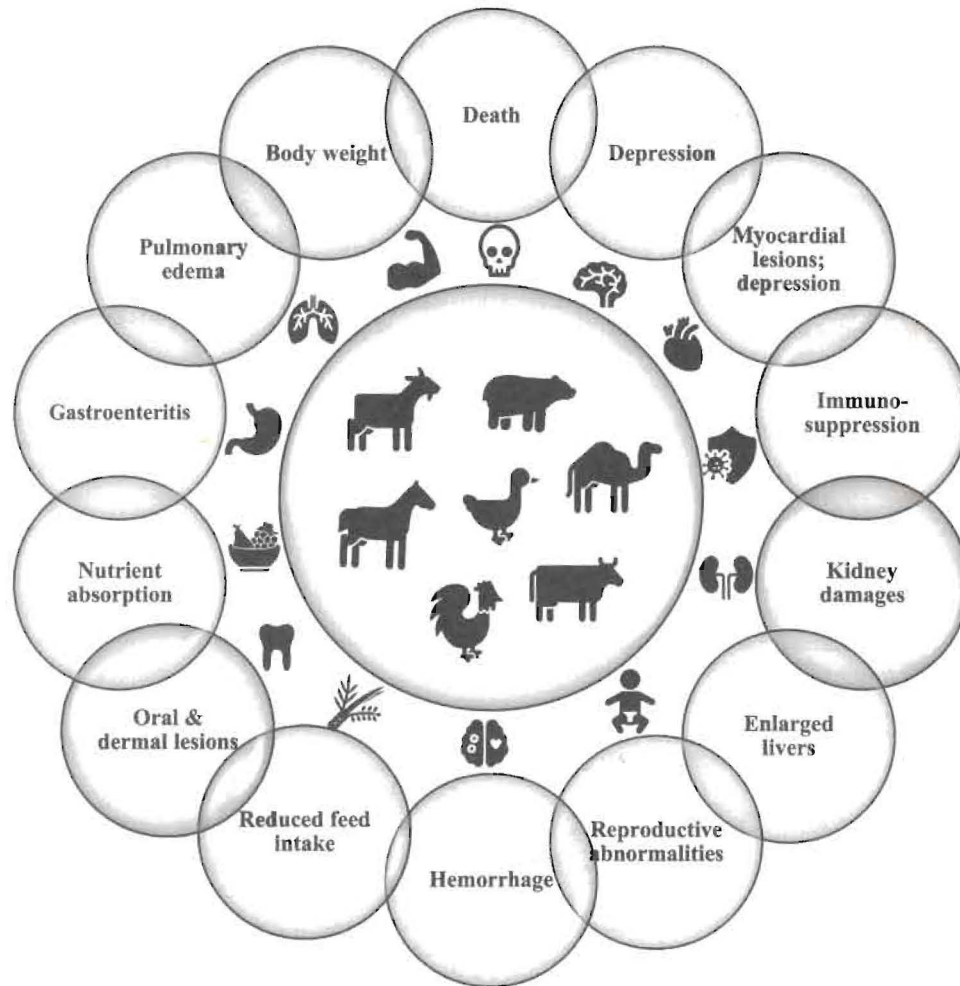 Death
Depression
Myocardial
lesions;
depression
Immuno-
suppression
Kidney
damages
Enlarged
livers
Reproductive
abnormalities
Hemorrhage
Reduced feed
intake
Oral &
dermal lesions
Nutrient
absorption
Gastroenteritis
Pulmonary
edema
Body weight